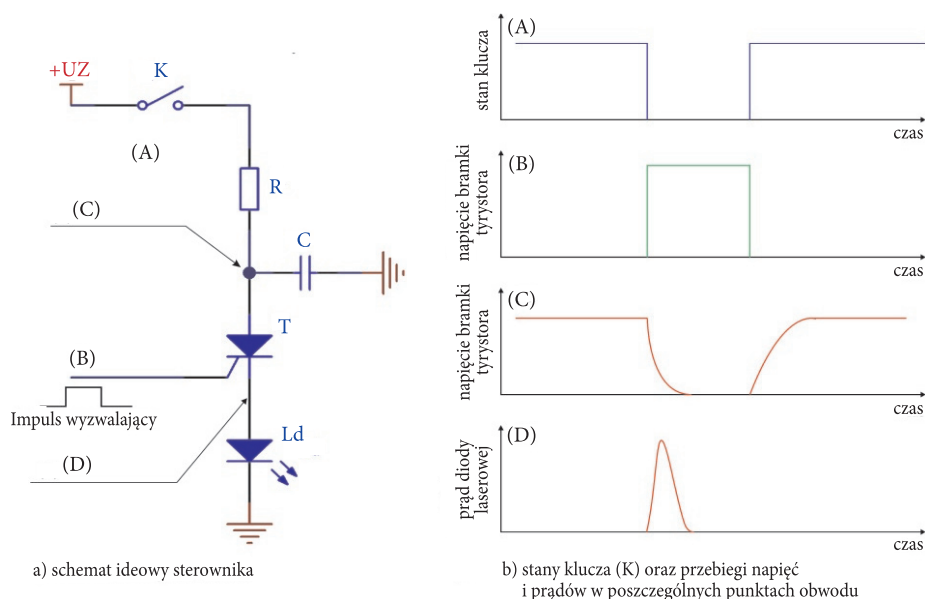 +UZ
K
(A)
R
(C)
C
T
(B)
Impuls wyzwalający
Ld
(D)
a) schemat ideowy sterownika
(A)
stan klucza
czas
(B)
napięcie bramki
tyrystora
czas
(C)
napięcie bramki
tyrystora
czas
(D)
prąd diody
laserowej
czas
b) stany klucza (K) oraz przebiegi napięć
i prądów w poszczególnych punktach obwodu